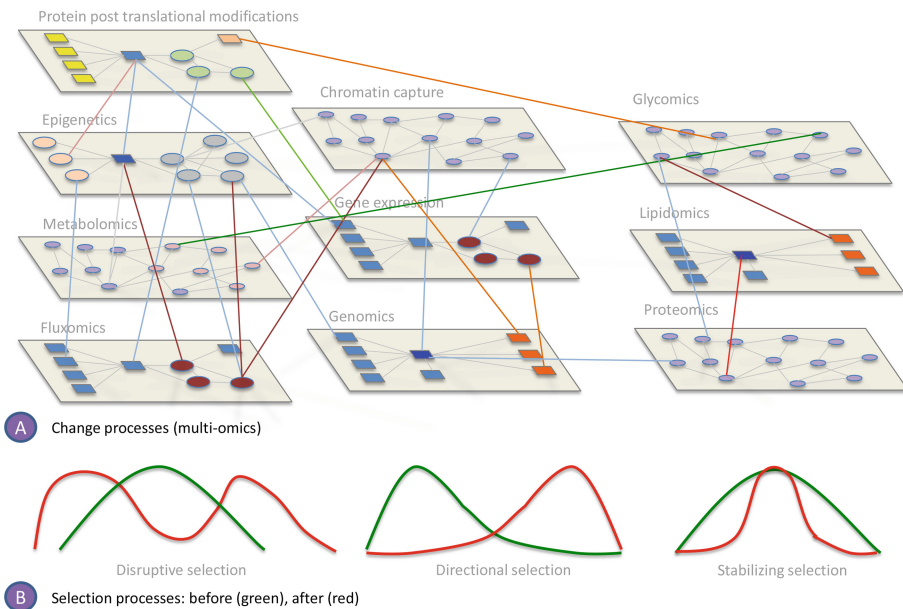 Protein post translational modifications
Chromatin capture
Glycomics
Epigenetics
Gene expression
Lipidomics
Metabolomics
Fluxomics
Genomics
Proteomics
A Change processes (multi-omics)
Disruptive selection
Directional selection
Stabilizing selection
B Selection processes: before (green), after (red)